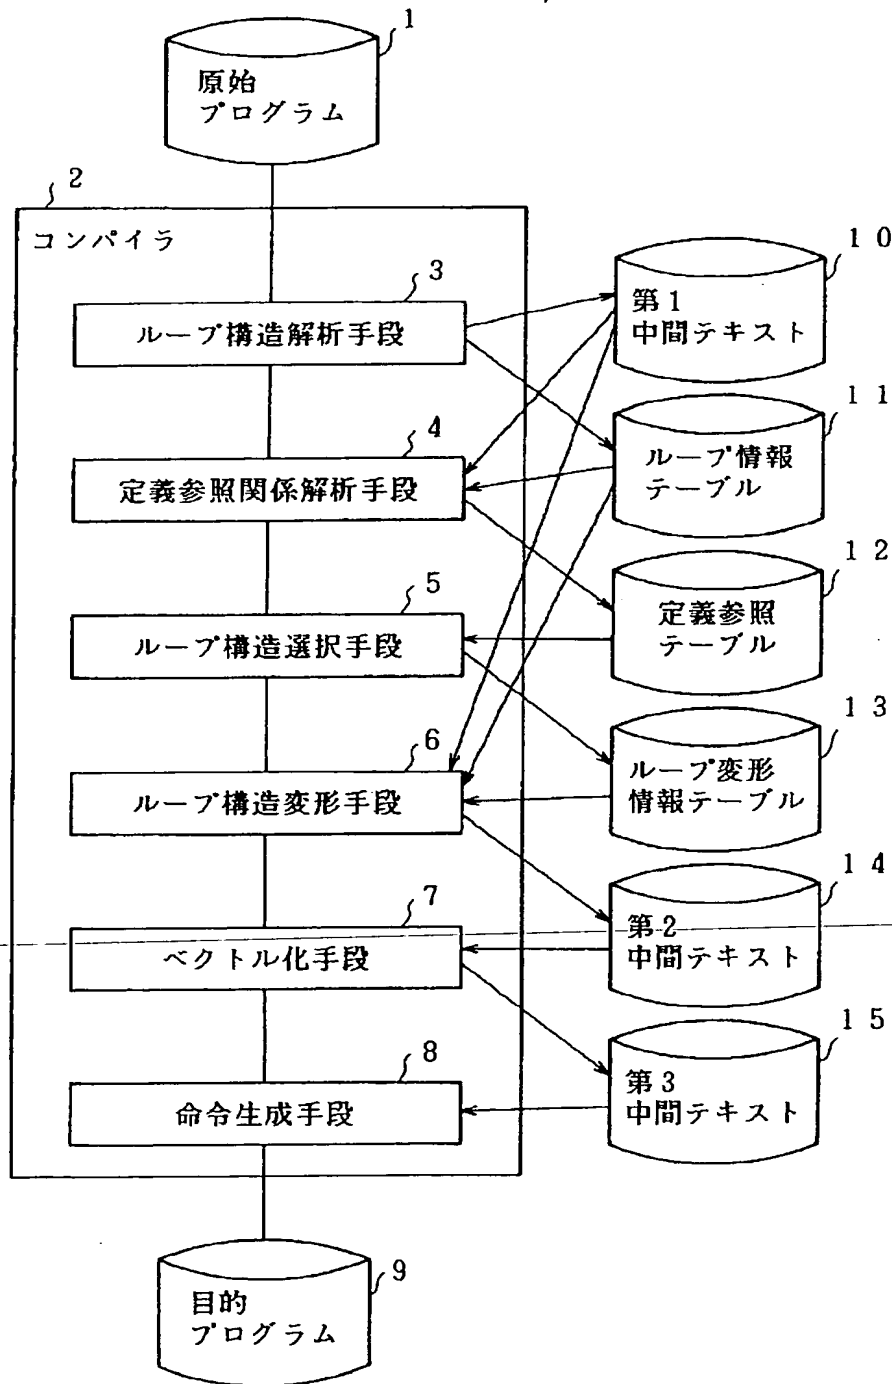 1
原始
プログラム
2
コンパイラ
3
ループ構造解析手段
4
定義参照関係解析手段
5
ループ構造選択手段
6
ループ構造変形手段
7
ベクトル化手段
8
命令生成手段
10
第1
中間テキスト
11
ループ情報
テーブル
12
定義参照
テーブル
13
ループ変形
情報テーブル
14
第2
中間テキスト
15
第3
中間テキスト
9
目的
プログラム